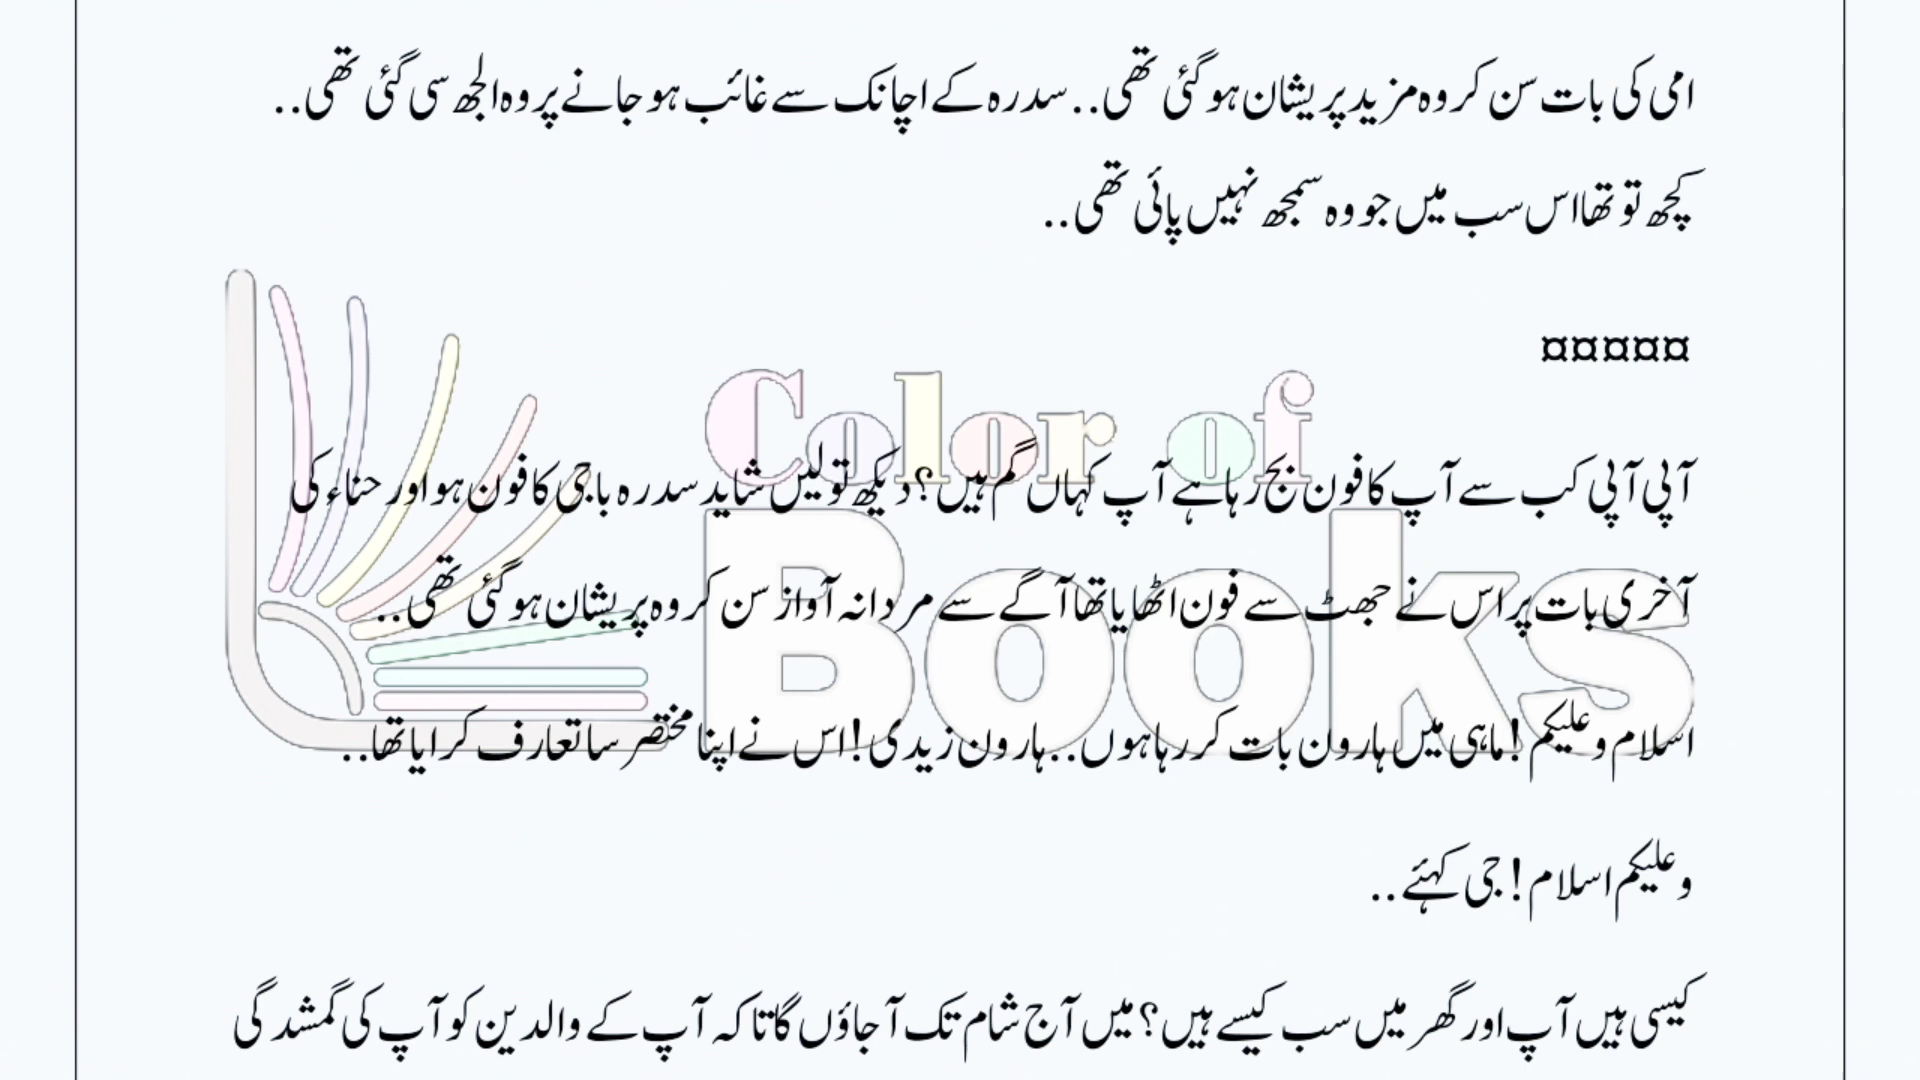 امی کی بات سن کر وہ مزید پریشان ہو گئی تھی.. سدرہ کے اچانک سے غائب ہو جانے پر وہ الجھ سی گئی تھی..
کچھ تو تھا اس سب میں جو وہ سمجھ نہیں پائی تھی..
¤¤¤¤¤
Color of
Books
آپی آپی کب سے آپ کا فون بج رہا ہے آپ کہاں گم ہیں؟ دیکھ تو لیں شاید سدرہ باجی کا فون ہو اور حناء کی
آخری بات پر اس نے جھٹ سے فون اٹھایا تھا آگے سے مردانہ آواز سن کر وہ پریشان ہو گئی تھی..
اسلام و علیکم! ماہی میں ہارون بات کر رہا ہوں.. ہارون زیدی! اس نے اپنا مختصر سا تعارف کرایا تھا..
و علیکم اسلام! جی کہئے..
کیسی ہیں آپ اور گھر میں سب کیسے ہیں؟ میں آج شام تک آ جاؤں گا تا کہ آپ کے والدین کو آپ کی گمشدگی